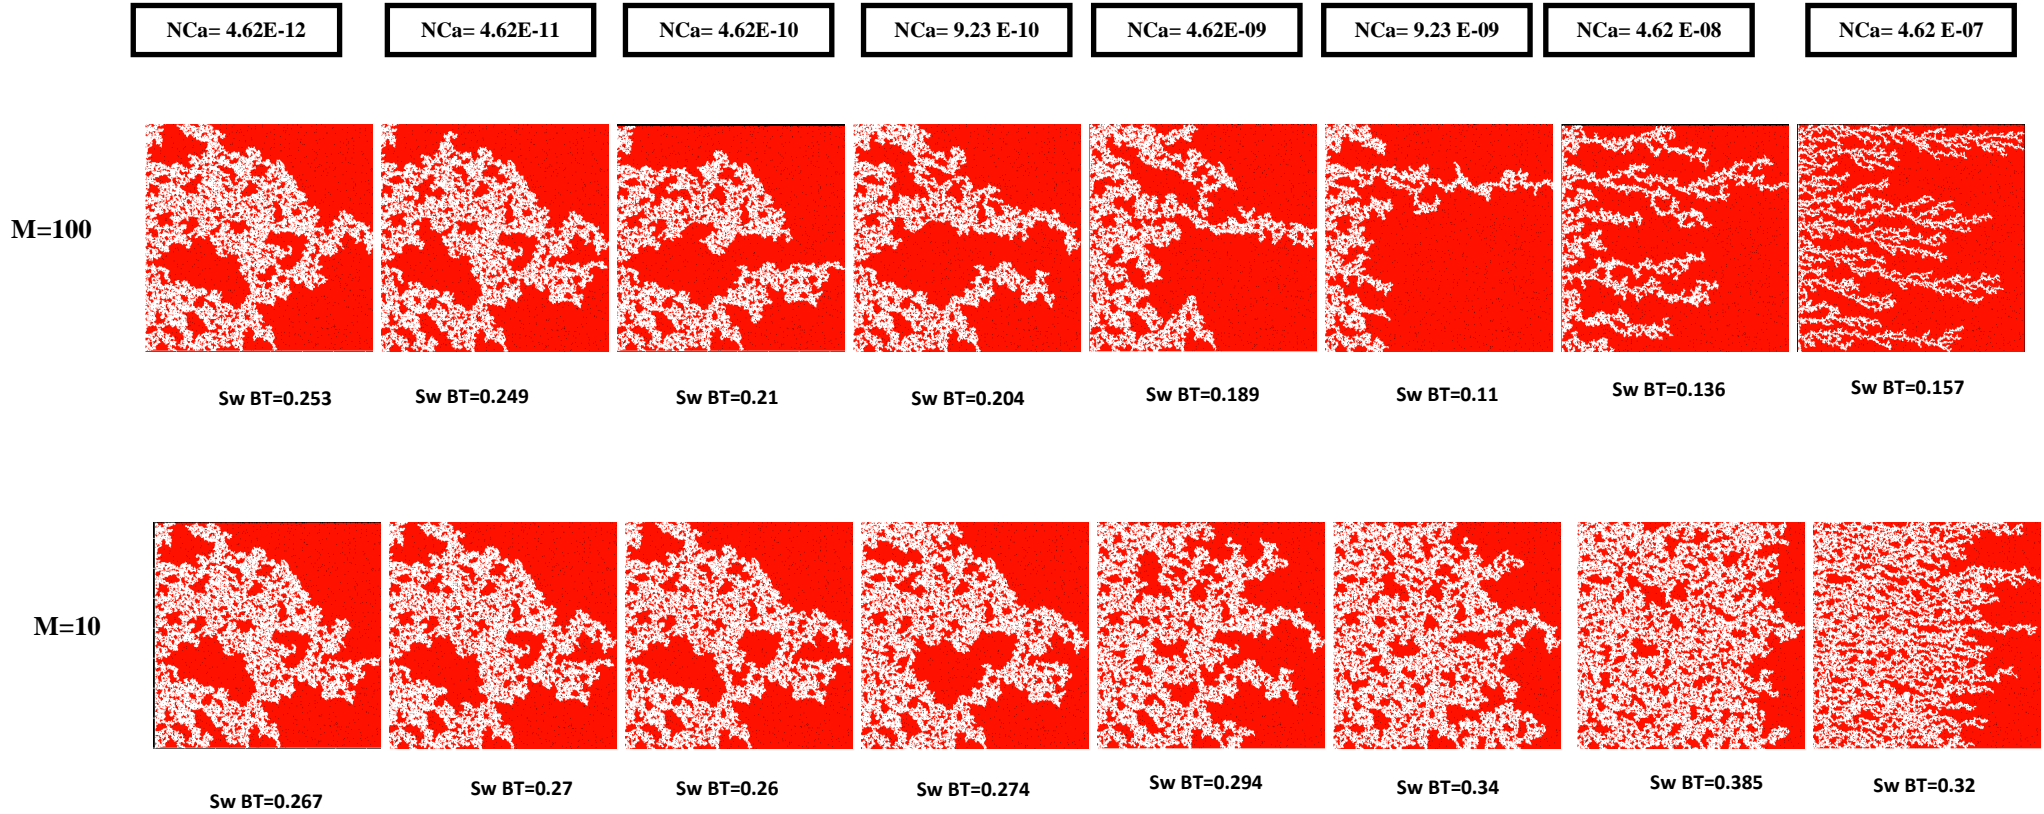 NCa= 4.62E-12
NCa= 4.62E-11
NCa= 4.62E-10
NCa= 9.23 E-10
NCa= 4.62E-09
NCa= 9.23 E-09
NCa= 4.62 E-08
NCa= 4.62 E-07
M=100
Sw BT=0.253
Sw BT=0.249
Sw BT=0.21
Sw BT=0.204
Sw BT=0.189
Sw BT=0.11
Sw BT=0.136
Sw BT=0.157
M=10
Sw BT=0.267
Sw BT=0.27
Sw BT=0.26
Sw BT=0.274
Sw BT=0.294
Sw BT=0.34
Sw BT=0.385
Sw BT=0.32